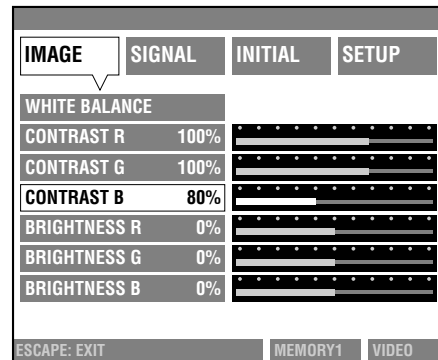 IMAGE SIGNAL INITIAL SETUP
WHITE BALANCE
CONTRAST R 100%
CONTRAST G 100%
CONTRAST B 80%
BRIGHTNESS R 0%
BRIGHTNESS G 0%
BRIGHTNESS B 0%
ESCAPE: EXIT MEMORY1 VIDEO